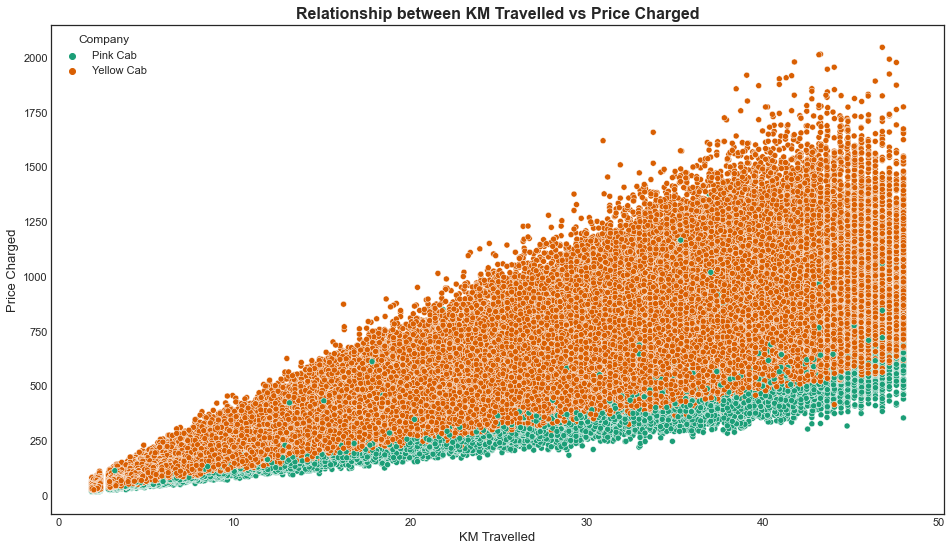 Relationship between KM Travelled vs Price Charged
Company
Pink Cab
Yellow Cab
2000
1750
1500
1250
1000
750
500
250
0
Price Charged
0 10 20 30 40 50
KM Travelled